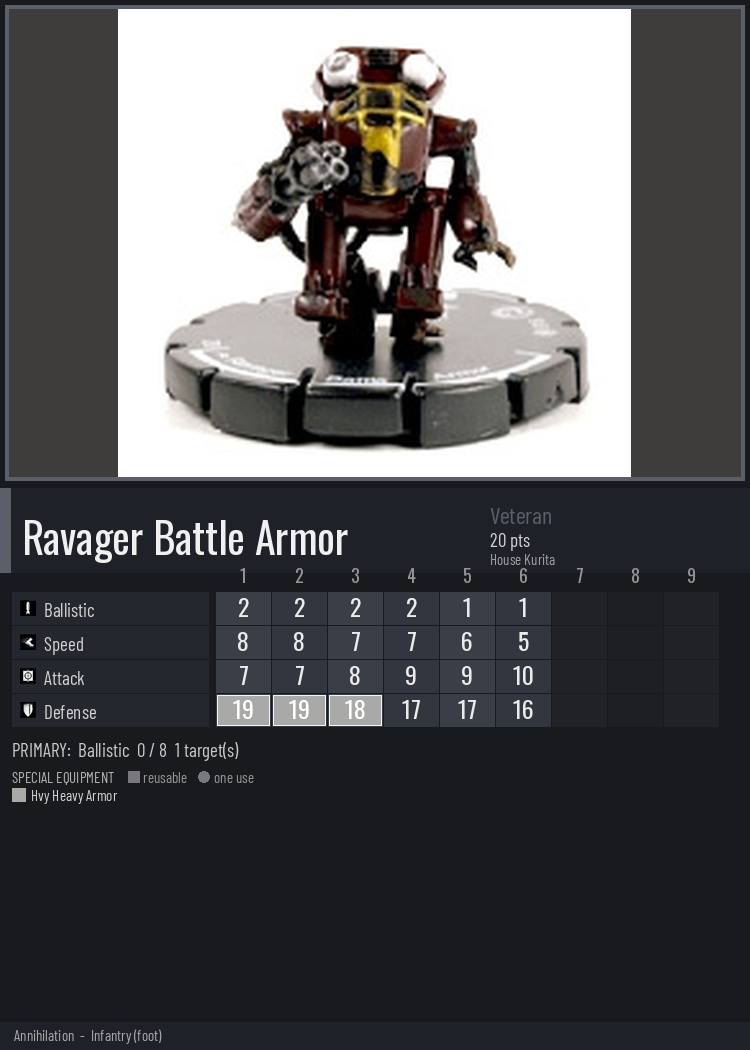 Ravager Battle Armor
Veteran
20 pts
House Kurita
1 2 3 4 5 6 7 8 9
Ballistic 2 2 2 2 1 1
Speed 8 8 7 7 6 5
Attack 7 7 8 9 9 10
Defense 19 19 18 17 17 16
PRIMARY: Ballistic 0 / 8 1 target(s)
SPECIAL EQUIPMENT reusable one use
Hvy Heavy Armor
Annihilation - Infantry (foot)